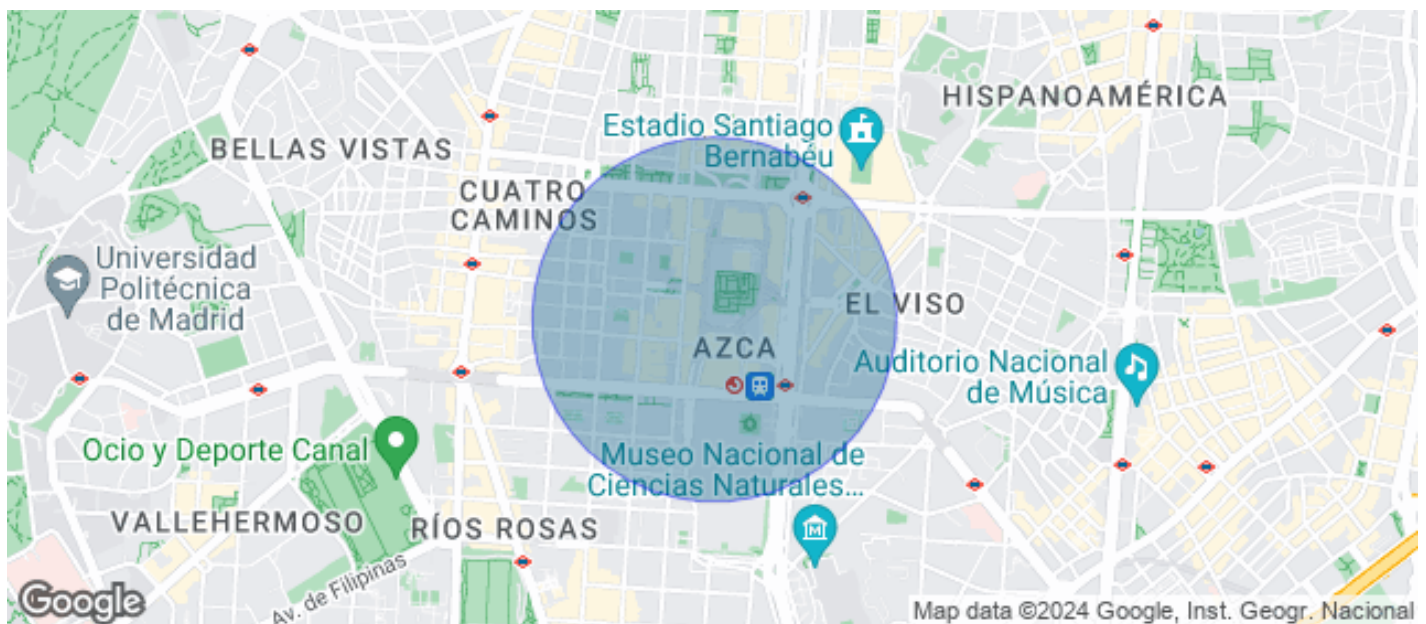 HISPANOAMÉRICA
Estadio Santiago
Bernabéu
BELLAS VISTAS
CUATRO
CAMINOS
Universidad
Politécnica
de Madrid
EL VISO
AZCA
Auditorio Nacional
de Música
Ocio y Deporte Canal
Museo Nacional de
Ciencias Naturales...
VALLEHERMOSO
RÍOS ROSAS
M
Av. de Filipinas
Google
Map data ©2024 Google, Inst. Geogr. Nacional